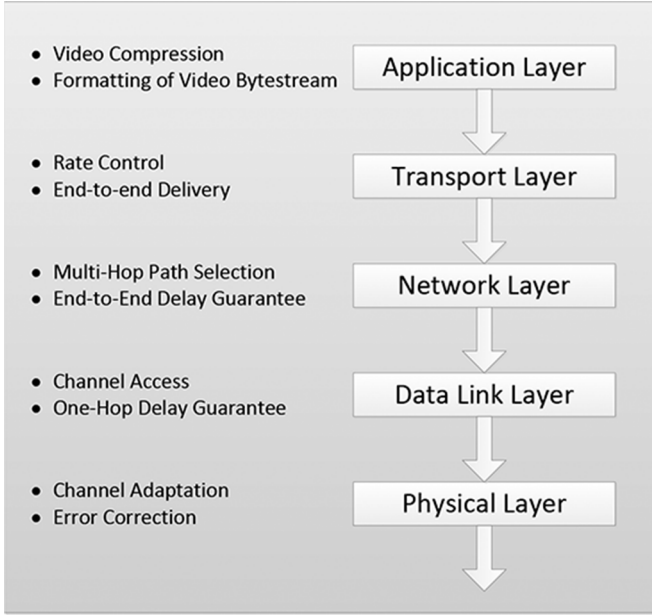 • Video Compression
• Formatting of Video Bytestream
Application Layer
• Rate Control
• End-to-end Delivery
Transport Layer
• Multi-Hop Path Selection
• End-to-End Delay Guarantee
Network Layer
• Channel Access
• One-Hop Delay Guarantee
Data Link Layer
• Channel Adaptation
• Error Correction
Physical Layer